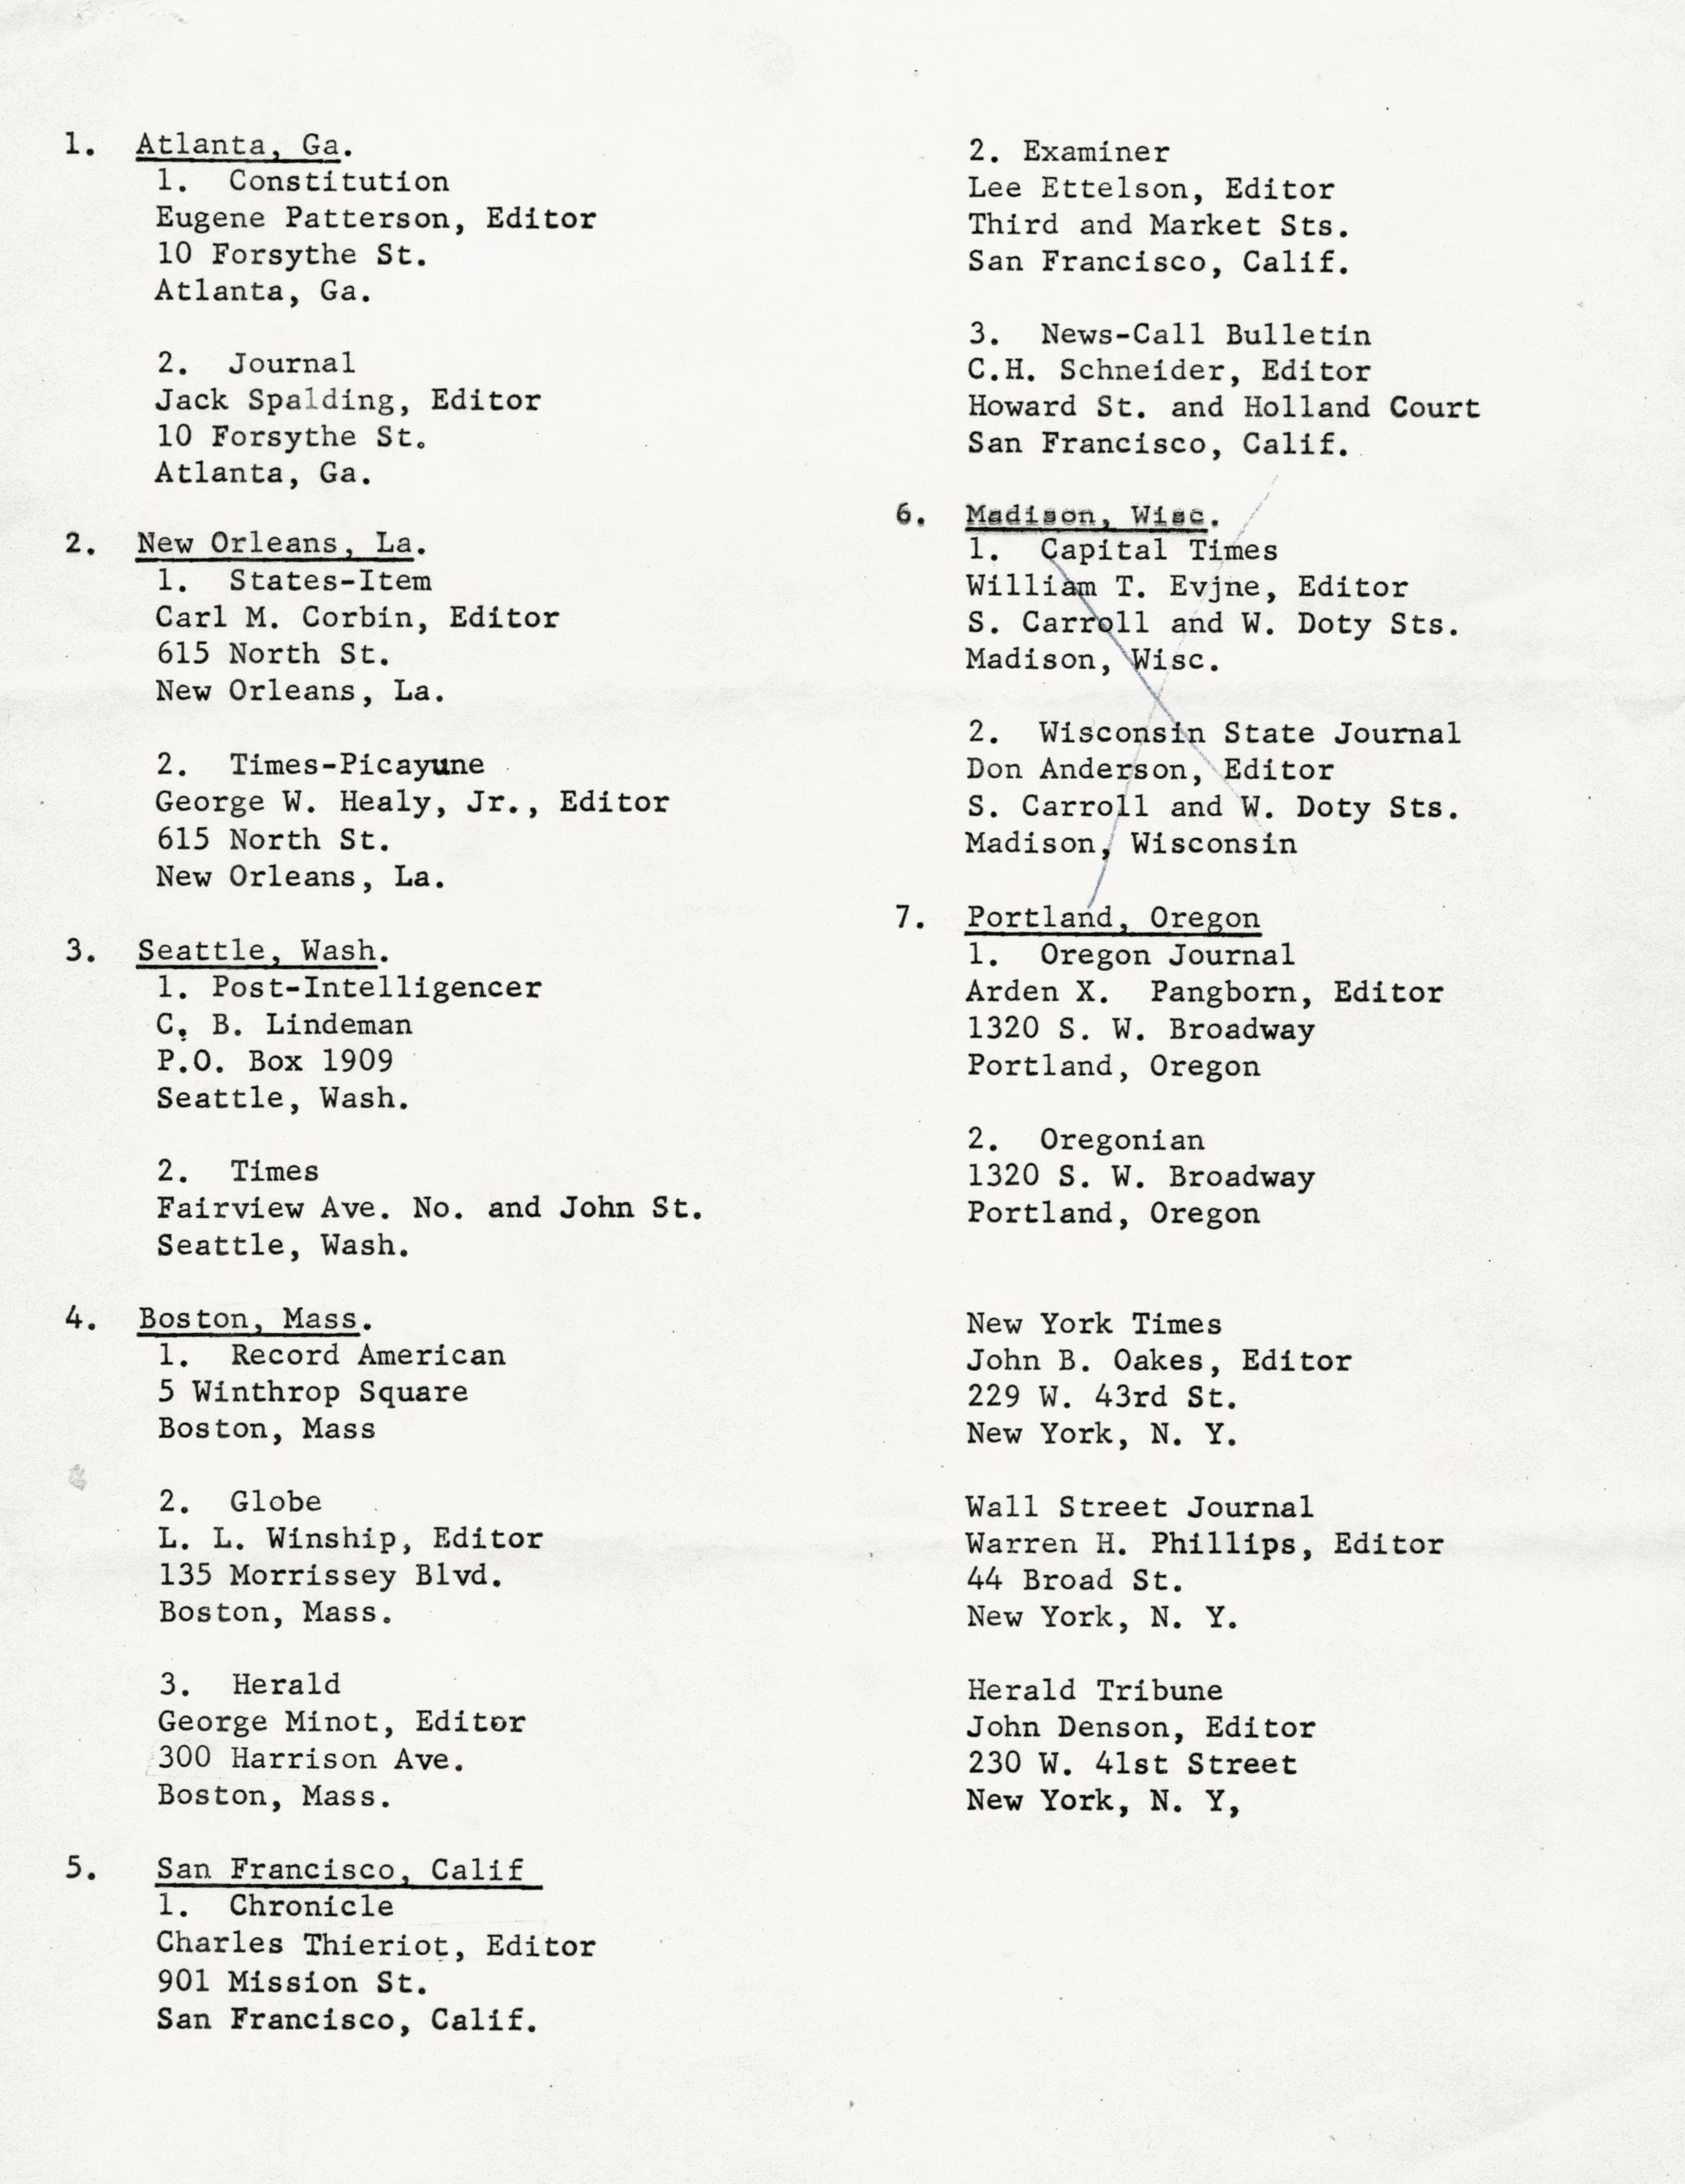 1. Atlanta, Ga.
1. Constitution
Eugene Patterson, Editor
10 Forsythe St.
Atlanta, Ga.
2. Journal
Jack Spalding, Editor
10 Forsythe St.
Atlanta, Ga.
2. New Orleans, La.
1. States-Item
Carl M. Corbin, Editor
615 North St.
New Orleans, La.
2. Times-Picayune
George W. Healy, Jr., Editor
615 North St.
New Orleans, La.
3. Seattle, Wash.
1. Post-Intelligencer
C. B. Lindeman
P.O. Box 1909
Seattle, Wash.
2. Times
Fairview Ave. No. and John St.
Seattle, Wash.
4. Boston, Mass.
1. Record American
5 Winthrop Square
Boston, Mass
2. Globe
L. L. Winship, Editor
135 Morrissey Blvd.
Boston, Mass.
3. Herald
George Minot, Editor
300 Harrison Ave.
Boston, Mass.
5. San Francisco, Calif
1. Chronicle
Charles Thieriot, Editor
901 Mission St.
San Francisco, Calif.
2. Examiner
Lee Ettelson, Editor
Third and Market Sts.
San Francisco, Calif.
3. News-Call Bulletin
C.H. Schneider, Editor
Howard St. and Holland Court
San Francisco, Calif.
6. Madison, Wisc.
1. Capital Times
William T. Evjne, Editor
S. Carroll and W. Doty Sts.
Madison, Wisc.
2. Wisconsin State Journal
Don Anderson, Editor
S. Carroll and W. Doty Sts.
Madison, Wisconsin
7. Portland, Oregon
1. Oregon Journal
Arden X. Pangborn, Editor
1320 S. W. Broadway
Portland, Oregon
2. Oregonian
1320 S. W. Broadway
Portland, Oregon
New York Times
John B. Oakes, Editor
229 W. 43rd St.
New York, N. Y.
Wall Street Journal
Warren H. Phillips, Editor
44 Broad St.
New York, N. Y.
Herald Tribune
John Denson, Editor
230 W. 41st Street
New York, N. Y,